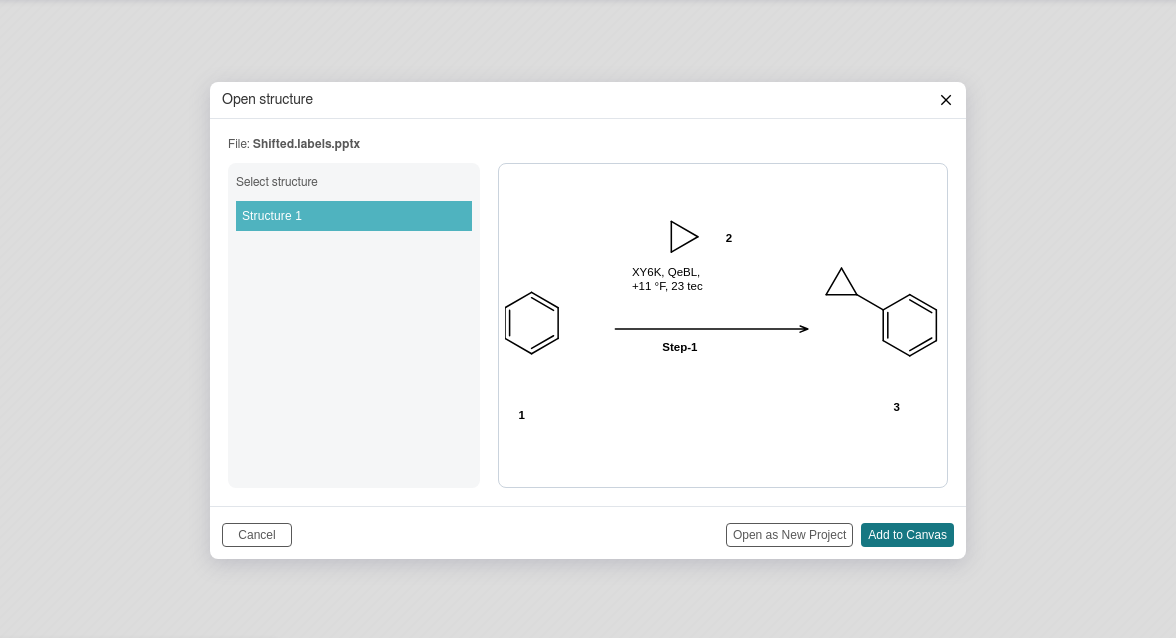 Open structure
File: Shifted.labels.pptx
Select structure
Structure 1
2
XY6K, QeBL,
+11 °F, 23 tec
Step-1
1
3
Cancel
Open as New Project
Add to Canvas